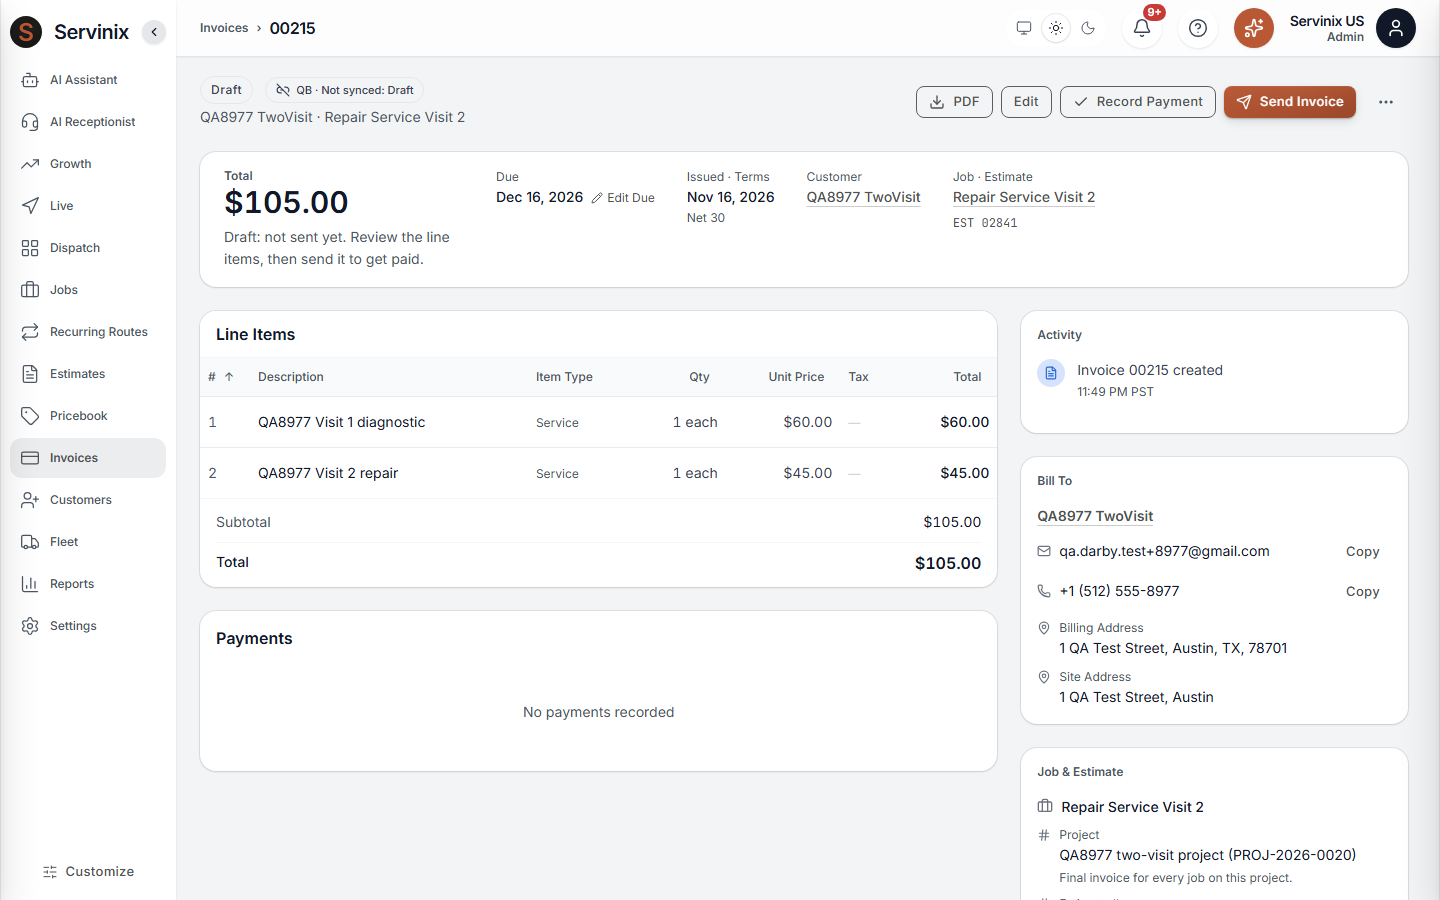 S Servinix
AI Assistant
AI Receptionist
Growth
Live
Dispatch
Jobs
Recurring Routes
Estimates
Pricebook
Invoices
Customers
Fleet
Reports
Settings
Customize
Invoices › 00215
9+
Servinix US
Admin
Draft
QB · Not synced: Draft
QA8977 TwoVisit · Repair Service Visit 2
PDF
Edit
Record Payment
Send Invoice
Total
$105.00
Draft: not sent yet. Review the line
items, then send it to get paid.
Due
Dec 16, 2026 Edit Due
Issued · Terms
Nov 16, 2026
Net 30
Customer
QA8977 TwoVisit
Job · Estimate
Repair Service Visit 2
EST 02841
Line Items
# Description Item Type Qty Unit Price Tax Total
1 QA8977 Visit 1 diagnostic Service 1 each $60.00 — $60.00
2 QA8977 Visit 2 repair Service 1 each $45.00 — $45.00
Subtotal $105.00
Total $105.00
Payments
No payments recorded
Activity
Invoice 00215 created
11:49 PM PST
Bill To
QA8977 TwoVisit
qa.darby.test+8977@gmail.com Copy
+1 (512) 555-8977 Copy
Billing Address
1 QA Test Street, Austin, TX, 78701
Site Address
1 QA Test Street, Austin
Job & Estimate
Repair Service Visit 2
Project
QA8977 two-visit project (PROJ-2026-0020)
Final invoice for every job on this project.